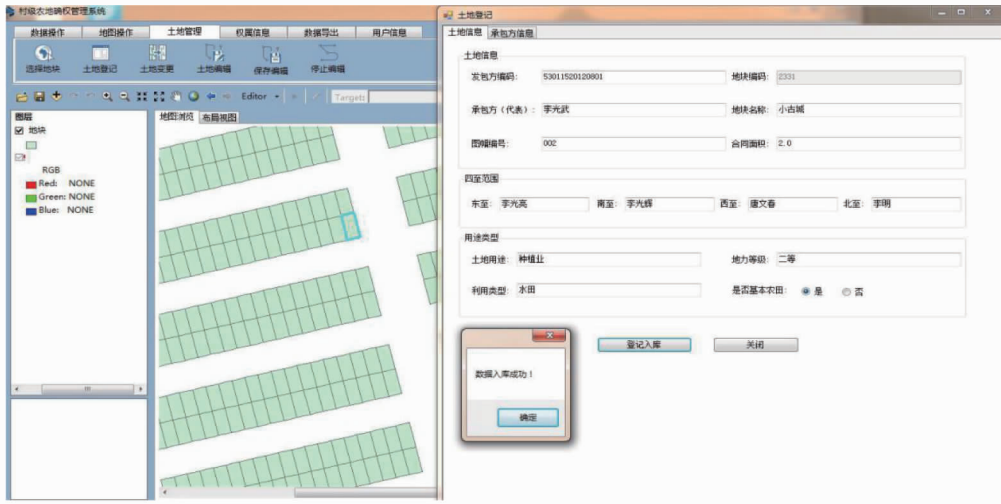 村级农地确权管理系统
数据操作 地图操作 土地管理 权属信息 数据导出 用户信息
选择地块 土地登记 土地变更 土地编辑 保存编辑 停止编辑
Editor Targets
图层
地块
RGB
Red: NONE
Green: NONE
Blue: NONE
地图浏览 布局视图
土地登记
土地信息 承包方信息
土地信息
发包方编码: 53011520120801 地块编码: 2331
承包方（代表）: 李光武 地块名称: 小古城
图幅编号: 002 合同面积: 2.0
四至范围
东至: 李光高 南至: 李光辉 西至: 唐文春 北至: 李明
用途类型
土地用途: 种植业 地力等级: 二等
利用类型: 水田 是否基本农田: 是 否
登记入库 关闭
数据入库成功！
确定